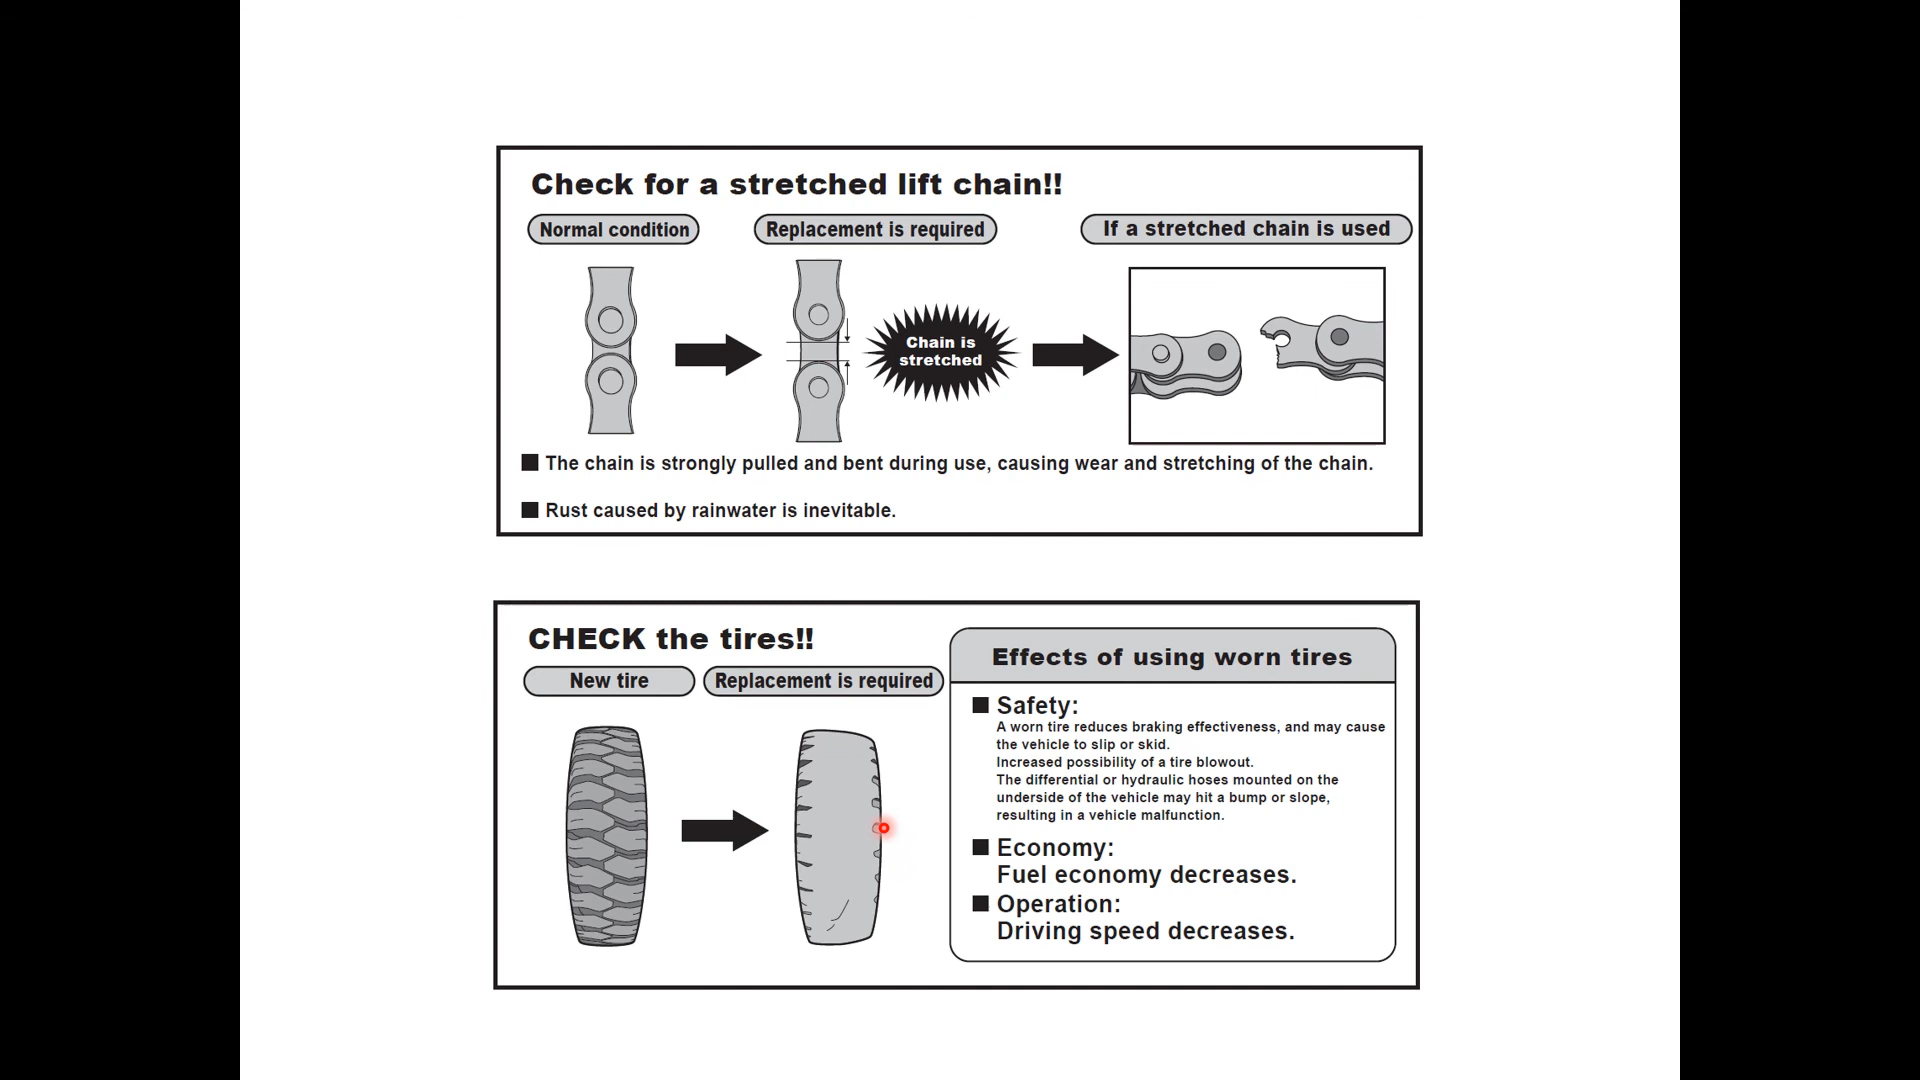 Check for a stretched lift chain!!
Normal condition
Replacement is required
If a stretched chain is used
Chain is
stretched
■ The chain is strongly pulled and bent during use, causing wear and stretching of the chain.
■ Rust caused by rainwater is inevitable.
CHECK the tires!!
New tire
Replacement is required
Effects of using worn tires
■ Safety:
A worn tire reduces braking effectiveness, and may cause
the vehicle to slip or skid.
Increased possibility of a tire blowout.
The differential or hydraulic hoses mounted on the
underside of the vehicle may hit a bump or slope,
resulting in a vehicle malfunction.
■ Economy:
Fuel economy decreases.
■ Operation:
Driving speed decreases.